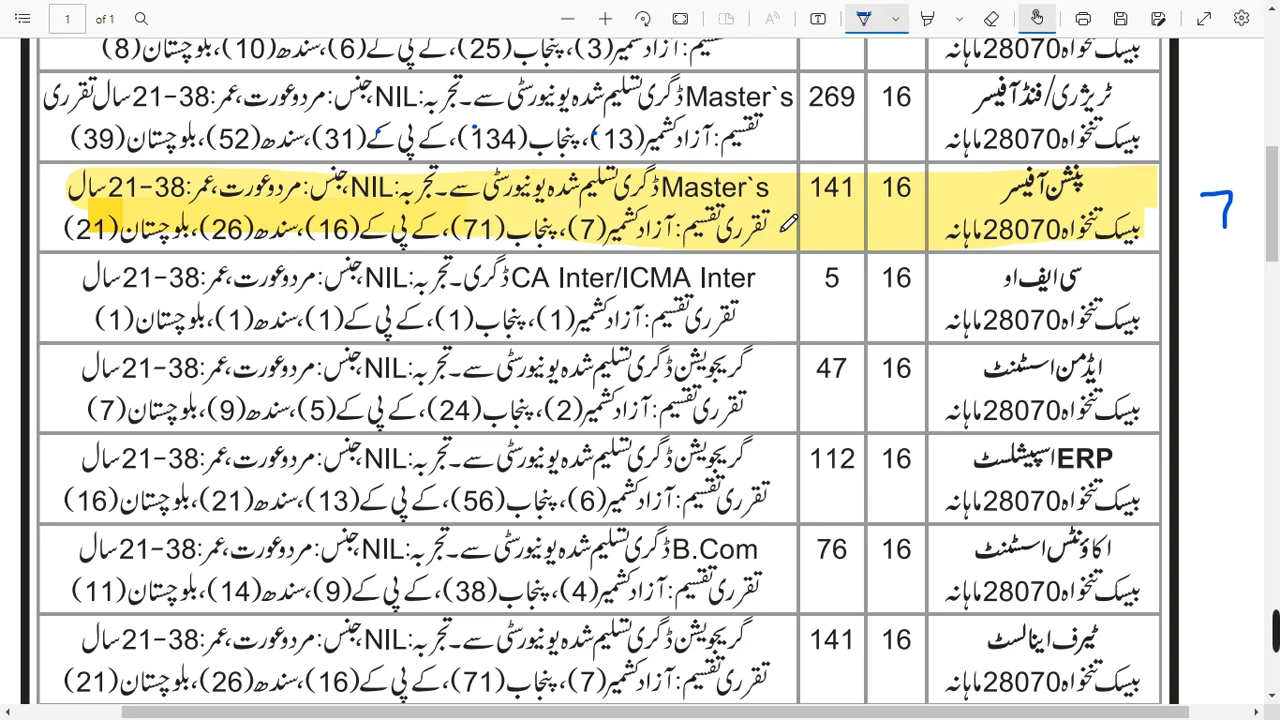 1 of 1
تقسیم: آزاد کشمیر(3)، پنجاب(25)، کے پی کے(6)، سندھ(10)، بلوچستان(8)
بیسک تنخواہ 28070 ماہانہ
ٹریژری/فنڈ آفیسر
بیسک تنخواہ 28070 ماہانہ
16
269
Master`s ڈگری تسلیم شدہ یونیورسٹی سے۔ تجربہ: NIL، جنس: مرد و عورت، عمر: 38-21 سال تقرری
تقسیم: آزاد کشمیر(13)، پنجاب(134)، کے پی کے(31)، سندھ(52)، بلوچستان(39)
پنشن آفیسر
بیسک تنخواہ 28070 ماہانہ
16
141
Master`s ڈگری تسلیم شدہ یونیورسٹی سے۔ تجربہ: NIL، جنس: مرد و عورت، عمر: 38-21 سال
تقرری تقسیم: آزاد کشمیر(7)، پنجاب(71)، کے پی کے(16)، سندھ(26)، بلوچستان(21)
7
سی ایف او
بیسک تنخواہ 28070 ماہانہ
16
5
CA Inter/ICMA Inter ڈگری۔ تجربہ: NIL، جنس: مرد و عورت، عمر: 38-21 سال
تقرری تقسیم: آزاد کشمیر(1)، پنجاب(1)، کے پی کے(1)، سندھ(1)، بلوچستان(1)
ایڈمن اسسٹنٹ
بیسک تنخواہ 28070 ماہانہ
16
47
گریجویشن ڈگری تسلیم شدہ یونیورسٹی سے۔ تجربہ: NIL، جنس: مرد و عورت، عمر: 38-21 سال
تقرری تقسیم: آزاد کشمیر(2)، پنجاب(24)، کے پی کے(5)، سندھ(9)، بلوچستان(7)
ERP اسپیشلسٹ
بیسک تنخواہ 28070 ماہانہ
16
112
گریجویشن ڈگری تسلیم شدہ یونیورسٹی سے۔ تجربہ: NIL، جنس: مرد و عورت، عمر: 38-21 سال
تقرری تقسیم: آزاد کشمیر(6)، پنجاب(56)، کے پی کے(13)، سندھ(21)، بلوچستان(16)
اکاؤنٹس اسسٹنٹ
بیسک تنخواہ 28070 ماہانہ
16
76
B.Com ڈگری تسلیم شدہ یونیورسٹی سے۔ تجربہ: NIL، جنس: مرد و عورت، عمر: 38-21 سال
تقرری تقسیم: آزاد کشمیر(4)، پنجاب(38)، کے پی کے(9)، سندھ(14)، بلوچستان(11)
ٹیرف اینالسٹ
بیسک تنخواہ 28070 ماہانہ
16
141
گریجویشن ڈگری تسلیم شدہ یونیورسٹی سے۔ تجربہ: NIL، جنس: مرد و عورت، عمر: 38-21 سال
تقرری تقسیم: آزاد کشمیر(7)، پنجاب(71)، کے پی کے(16)، سندھ(26)، بلوچستان(21)